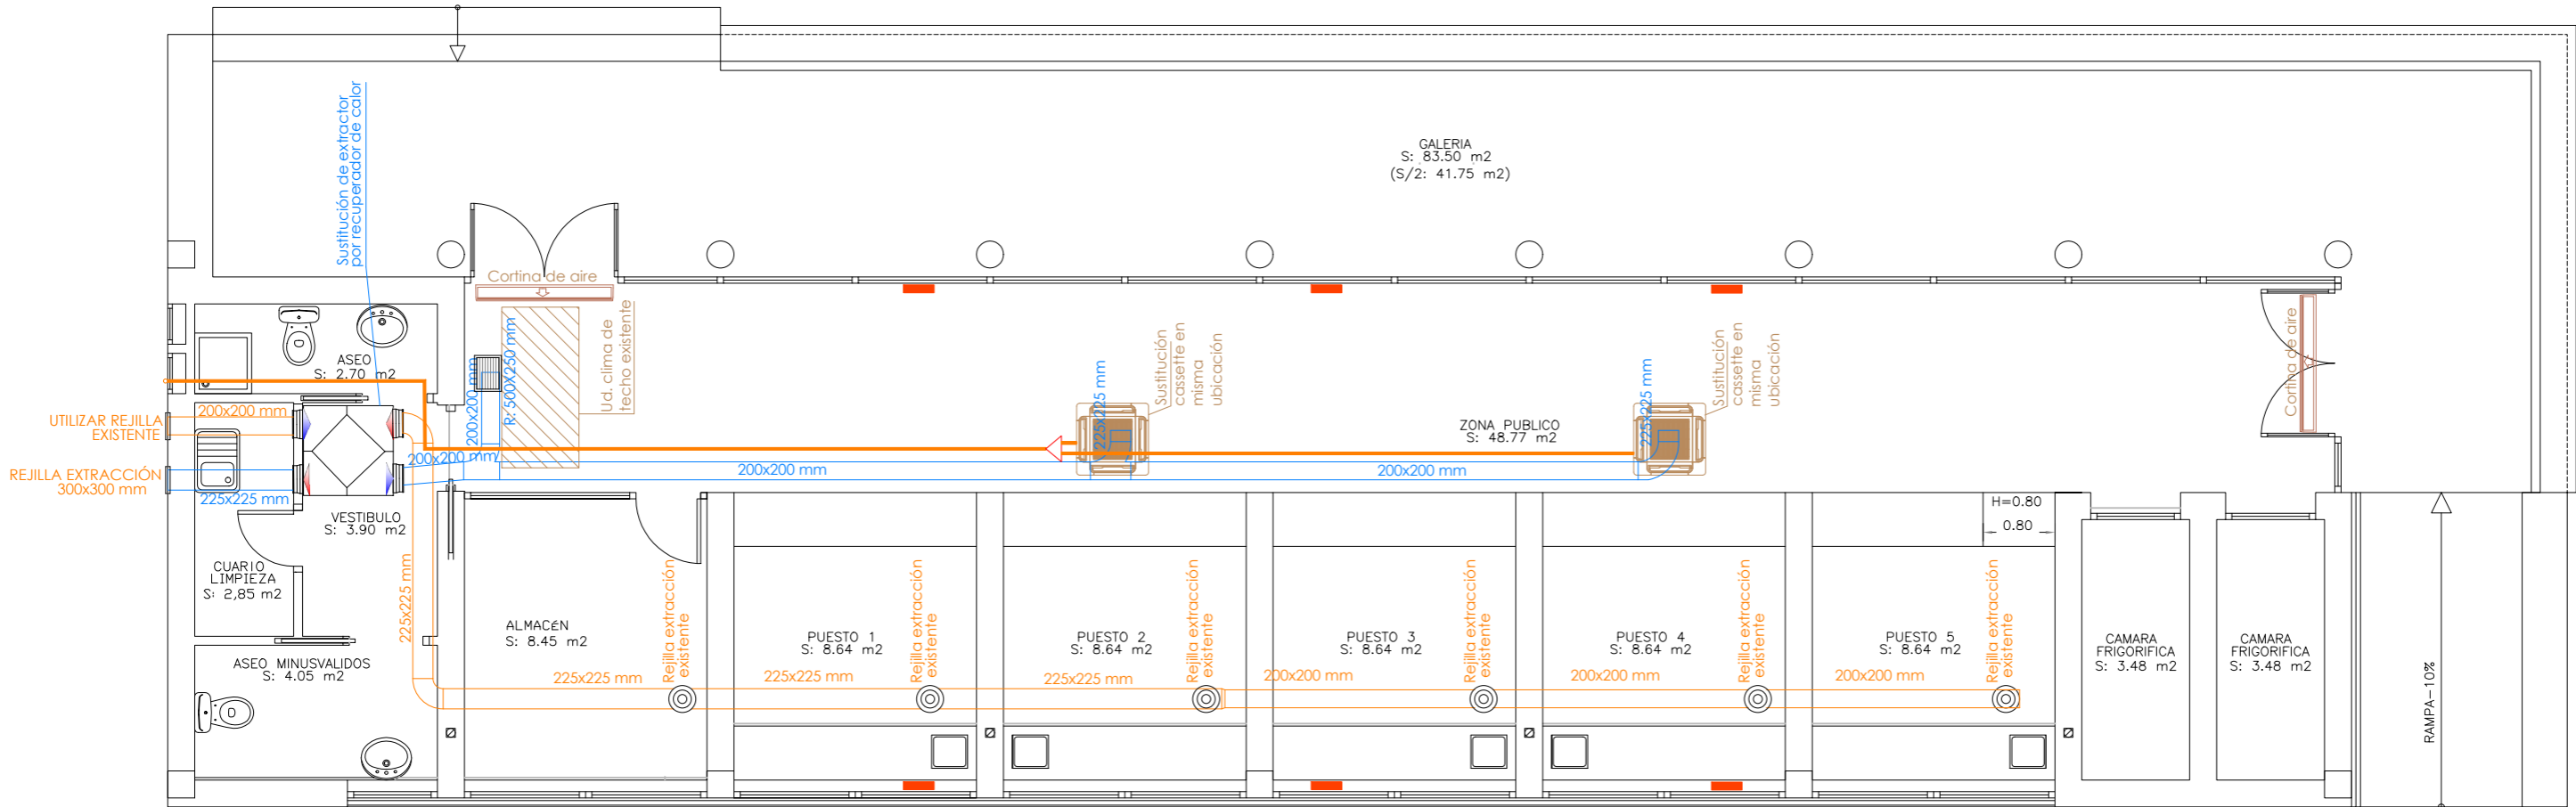 Sustitución de extractor
por recuperador de calor
GALERIA
S: 83.50 m2
(S/2: 41.75 m2)
Cortina de aire
Ud. clima de
techo existente
200x200 mm
R: 500X250 mm
ASEO
S: 2.70 m2
Sustitución
cassette en
misma
ubicación
225x225 mm
Sustitución
cassette en
misma
ubicación
225x225 mm
Cortina de aire
UTILIZAR REJILLA
EXISTENTE
200x200 mm
REJILLA EXTRACCIÓN
300x300 mm
225x225 mm
200x200 mm
200x200 mm
200x200 mm
ZONA PUBLICO
S: 48.77 m2
VESTIBULO
S: 3.90 m2
H=0.80
0.80
CUARIO
LIMPIEZA
S: 2,85 m2
225x225 mm
ASEO MINUSVALIDOS
S: 4.05 m2
ALMACéN
S: 8.45 m2
Rejilla extracción
existente
PUESTO 1
S: 8.64 m2
Rejilla extracción
existente
PUESTO 2
S: 8.64 m2
Rejilla extracción
existente
PUESTO 3
S: 8.64 m2
Rejilla extracción
existente
PUESTO 4
S: 8.64 m2
Rejilla extracción
existente
PUESTO 5
S: 8.64 m2
Rejilla extracción
existente
CAMARA
FRIGORIFICA
S: 3.48 m2
CAMARA
FRIGORIFICA
S: 3.48 m2
225x225 mm
225x225 mm
225x225 mm
200x200 mm
200x200 mm
200x200 mm
RAMPA-10%